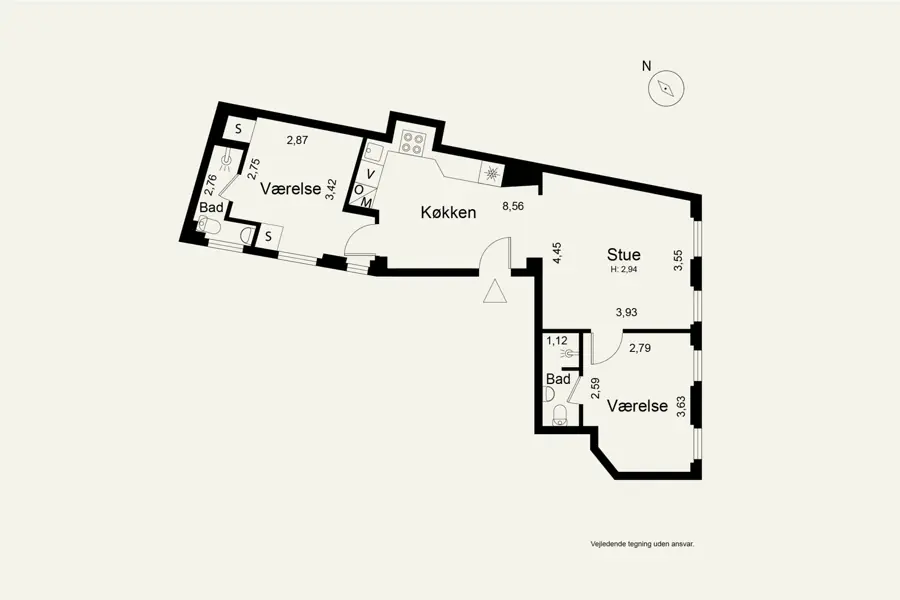 N
S
2,87
2,75
Værelse
3,42
2,76
Bad
S
V
O
M
Køkken
8,56
4,45
Stue
H: 2,94
3,55
3,93
1,12
2,79
Bad
2,59
Værelse
3,63
Vejledende tegning uden ansvar.